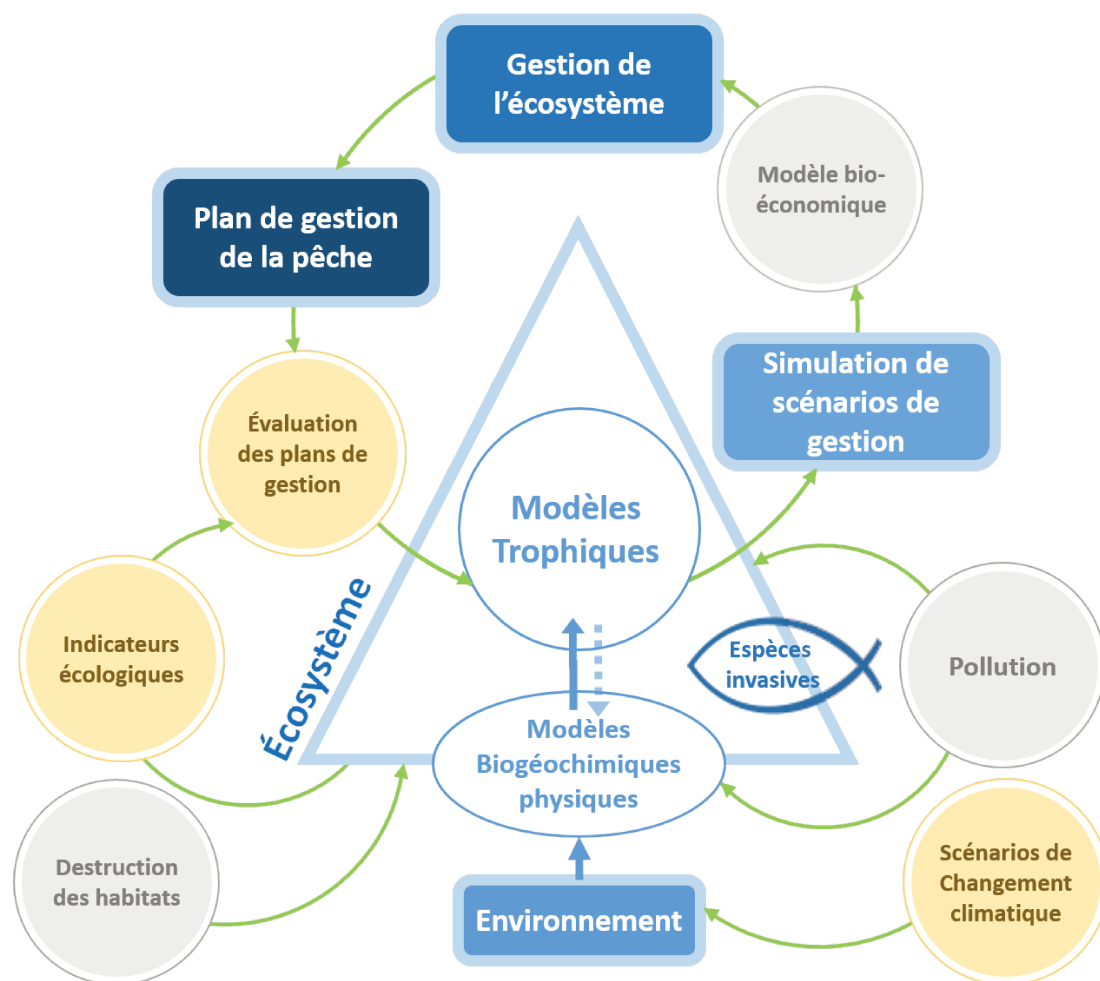 Gestion de
l'écosystème
Modèle bio-
économique
Plan de gestion
de la pêche
Simulation de
scénarios de
gestion
Évaluation
des plans de
gestion
Modèles
Trophiques
Écosystème
Indicateurs
écologiques
Espèces
invasives
Pollution
Modèles
Biogéochimiques
physiques
Destruction
des habitats
Environnement
Scénarios de
Changement
climatique